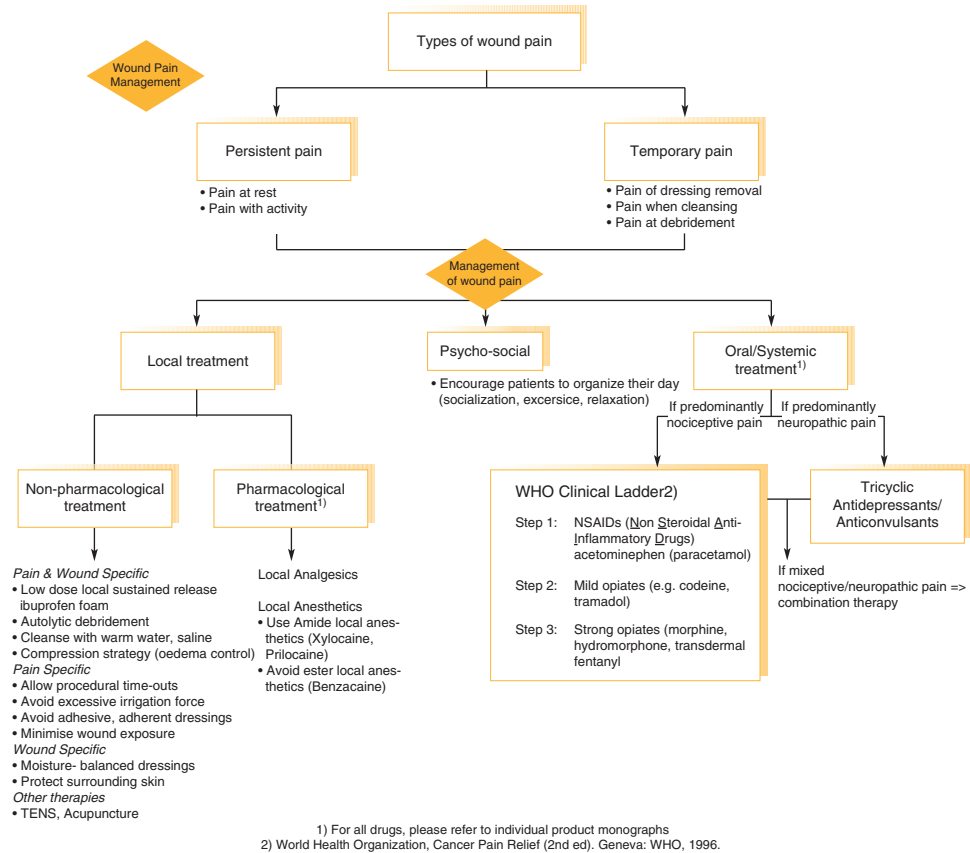 Types of wound pain
Wound Pain
Management
Persistent pain
• Pain at rest
• Pain with activity
Temporary pain
• Pain of dressing removal
• Pain when cleansing
• Pain at debridement
Management
of wound pain
Local treatment
Psycho-social
• Encourage patients to organize their day
(socialization, excersice, relaxation)
Oral/Systemic
treatment1)
If predominantly
nociceptive pain
If predominantly
neuropathic pain
Non-pharmacological
treatment
Pharmacological
treatment1)
WHO Clinical Ladder2)
Step 1: NSAIDs (Non Steroidal Anti-
Inflammatory Drugs)
acetominephen (paracetamol)
Step 2: Mild opiates (e.g. codeine,
tramadol)
Step 3: Strong opiates (morphine,
hydromorphone, transdermal
fentanyl
Tricyclic
Antidepressants/
Anticonvulsants
If mixed
nociceptive/neuropathic pain =>
combination therapy
Pain & Wound Specific
• Low dose local sustained release
ibuprofen foam
• Autolytic debridement
• Cleanse with warm water, saline
• Compression strategy (oedema control)
Pain Specific
• Allow procedural time-outs
• Avoid excessive irrigation force
• Avoid adhesive, adherent dressings
• Minimise wound exposure
Wound Specific
• Moisture- balanced dressings
• Protect surrounding skin
Other therapies
• TENS, Acupuncture
Local Analgesics
Local Anesthetics
• Use Amide local anes-
thetics (Xylocaine,
Prilocaine)
• Avoid ester local anes-
thetics (Benzacaine)
1) For all drugs, please refer to individual product monographs
2) World Health Organization, Cancer Pain Relief (2nd ed). Geneva: WHO, 1996.